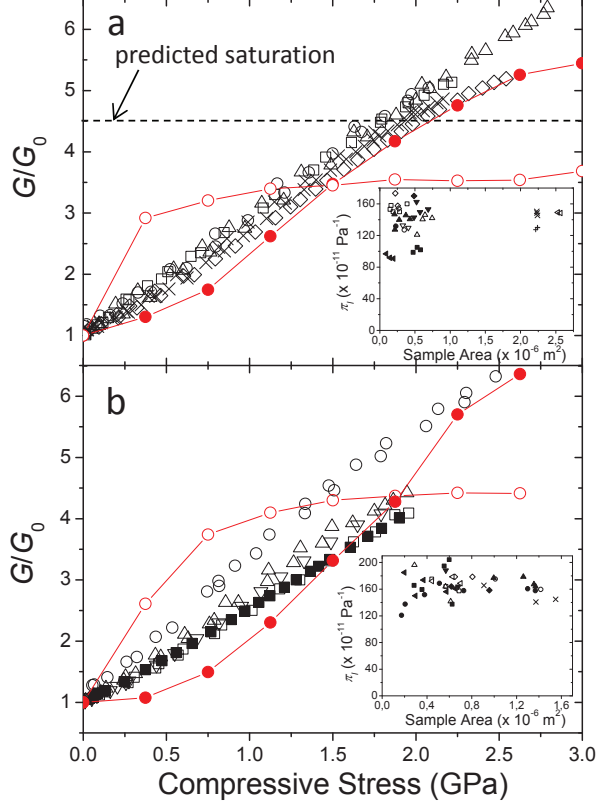 a
predicted saturation
G/G₀
6
5
4
3
2
1
π_l (x 10⁻¹¹ Pa⁻¹)
160
120
80
40
0
0,0 0,5 1,0 1,5 2,0 2,5
Sample Area (x 10⁻⁶ m²)
b
G/G₀
6
5
4
3
2
1
π_l (x 10⁻¹¹ Pa⁻¹)
200
160
120
80
40
0
0,0 0,4 0,8 1,2 1,6
Sample Area (x 10⁻⁶ m²)
0.0 0.5 1.0 1.5 2.0 2.5 3.0
Compressive Stress (GPa)